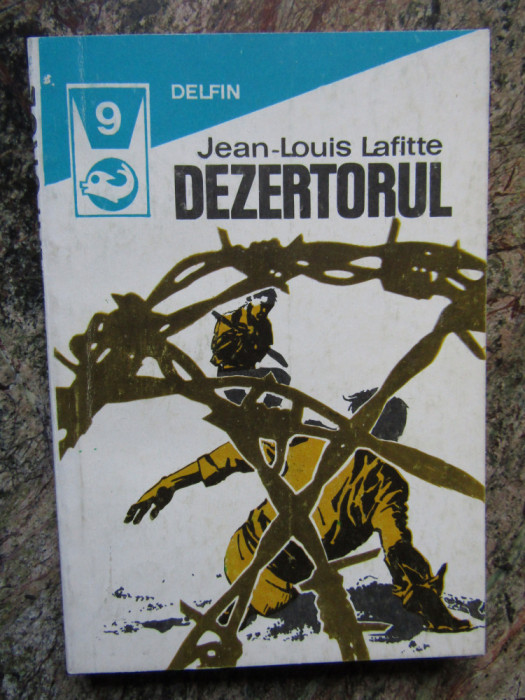 9
DELFIN
Jean-Louis Lafitte
DEZERTORUL